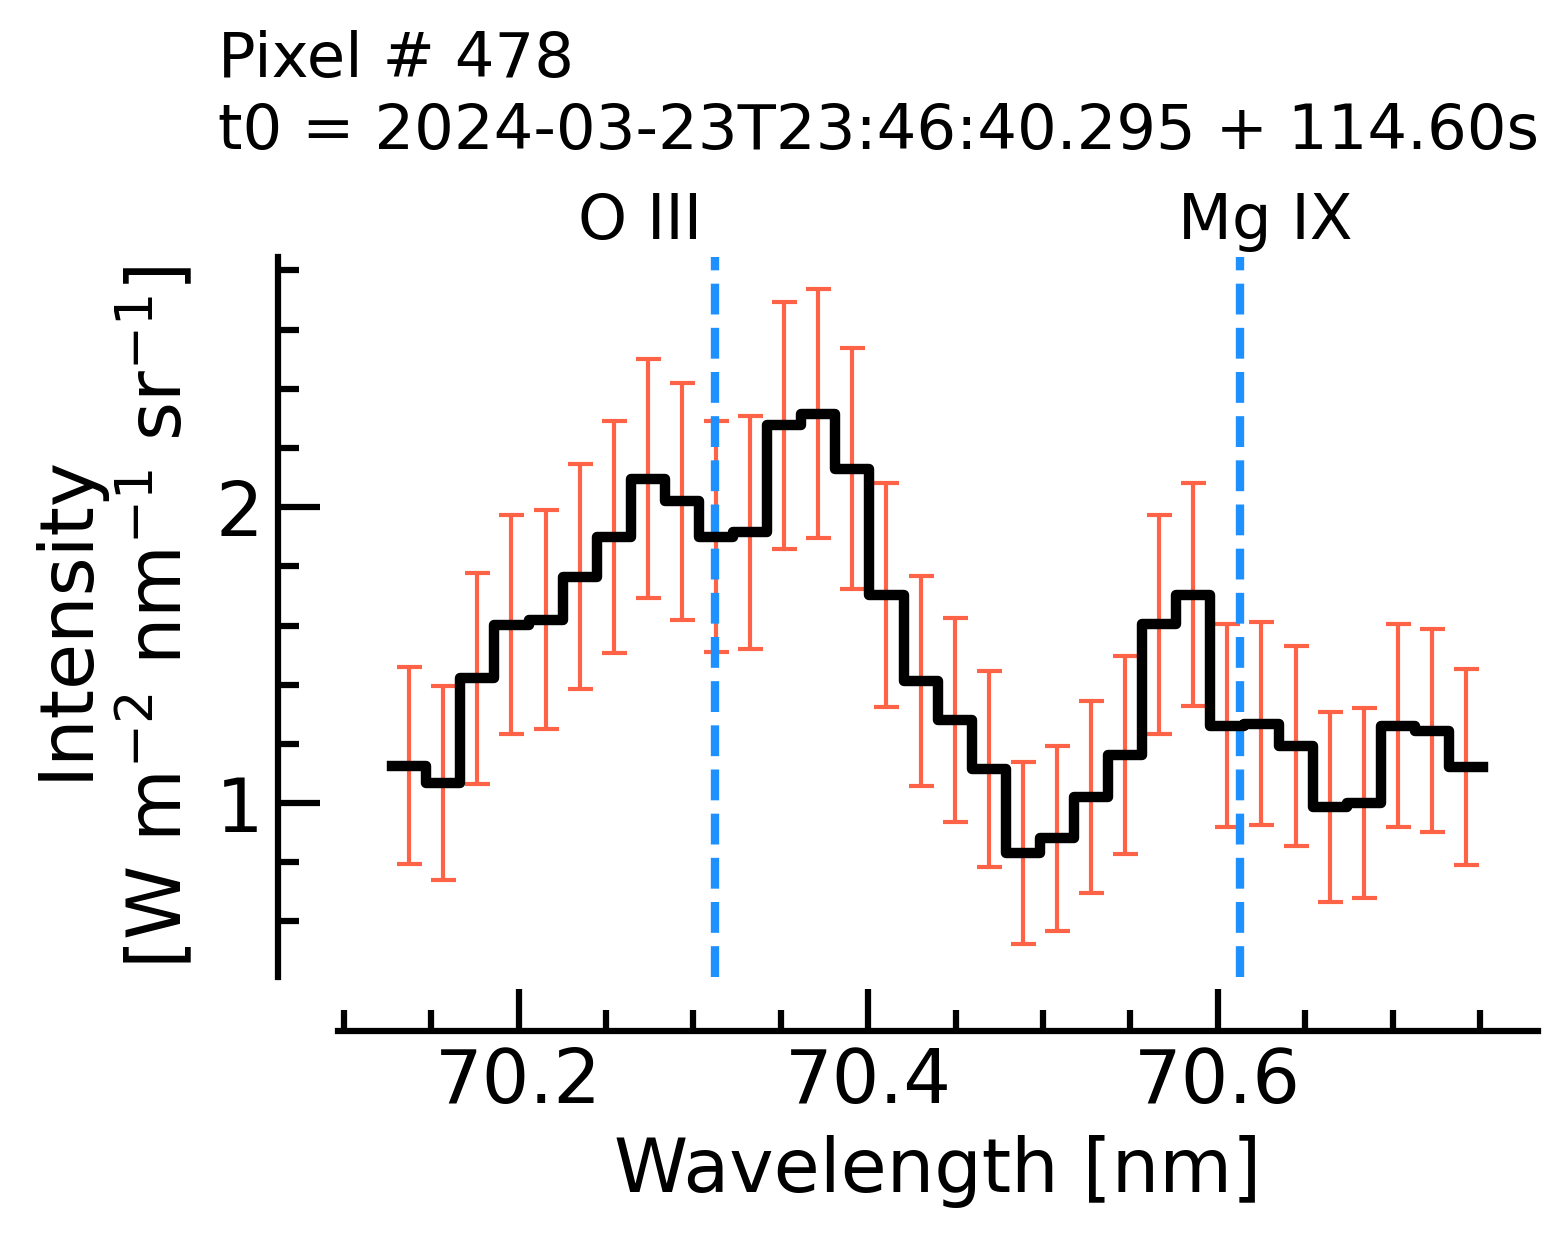 Pixel # 478
t0 = 2024-03-23T23:46:40.295 + 114.60s
O III
Mg IX
Intensity
[W m⁻² nm⁻¹ sr⁻¹]
2
1
70.2
70.4
70.6
Wavelength [nm]